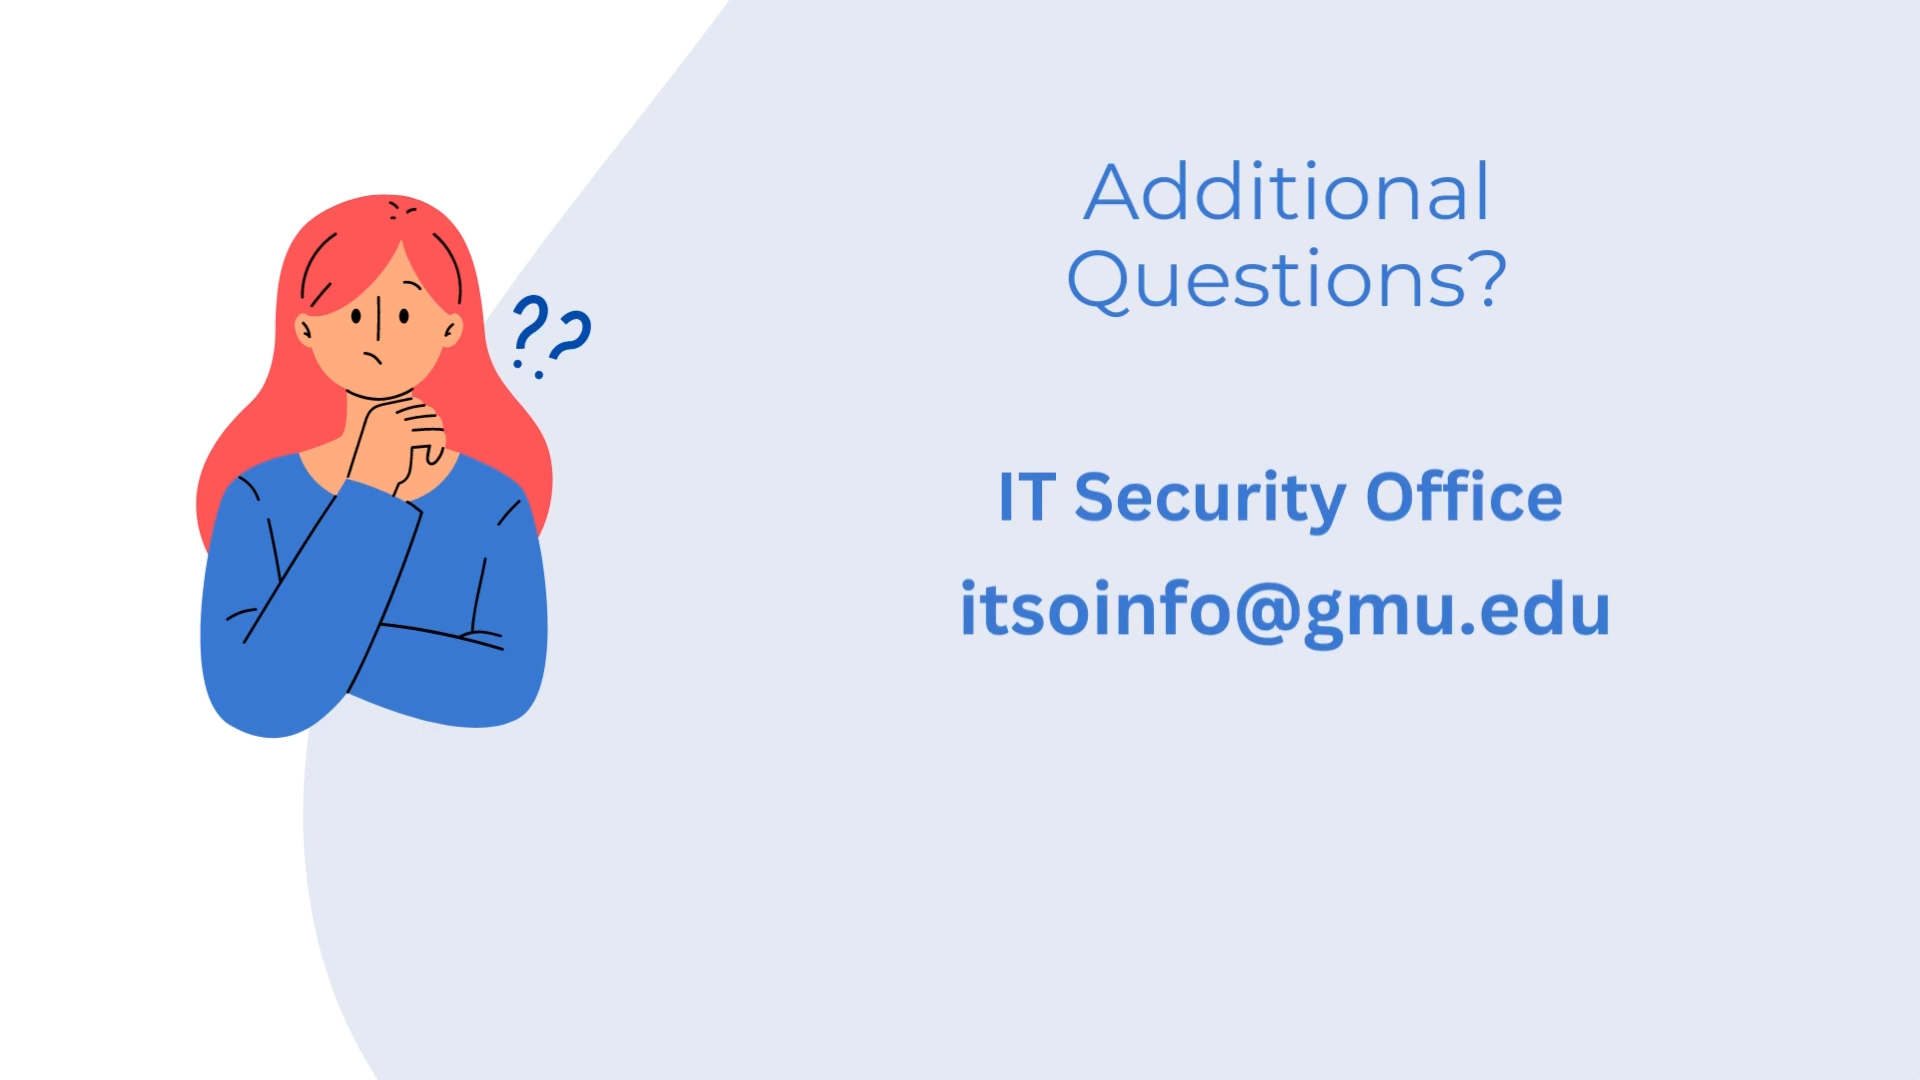 ??
Additional
Questions?
IT Security Office
itsoinfo@gmu.edu